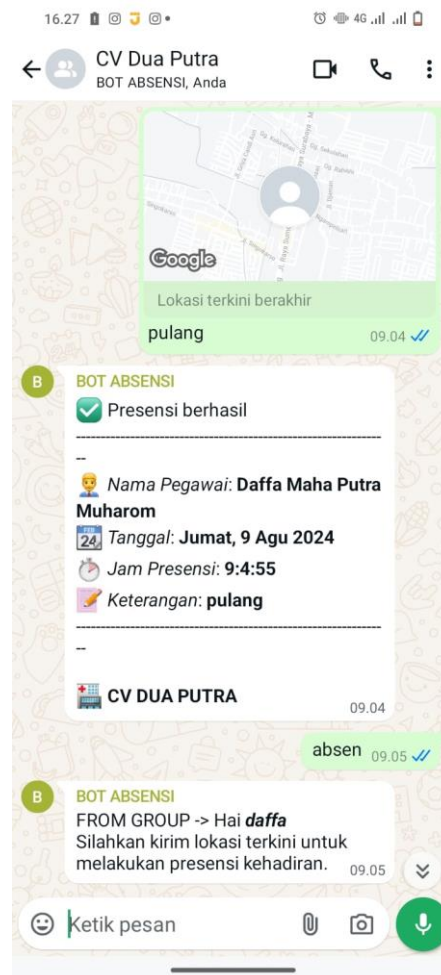 16.27
4G
CV Dua Putra
BOT ABSENSI, Anda
Google
Lokasi terkini berakhir
pulang
09.04
B
BOT ABSENSI
✅ Presensi berhasil
--------------------------------------------------------------
--
👨‍💼 Nama Pegawai: Daffa Maha Putra
Muharom
📆 Tanggal: Jumat, 9 Agu 2024
⏱ Jam Presensi: 9:4:55
📝 Keterangan: pulang
--------------------------------------------------------------
--
🏥 CV DUA PUTRA
09.04
absen 09.05
B
BOT ABSENSI
FROM GROUP -> Hai daffa
Silahkan kirim lokasi terkini untuk
melakukan presensi kehadiran. 09.05
Ketik pesan